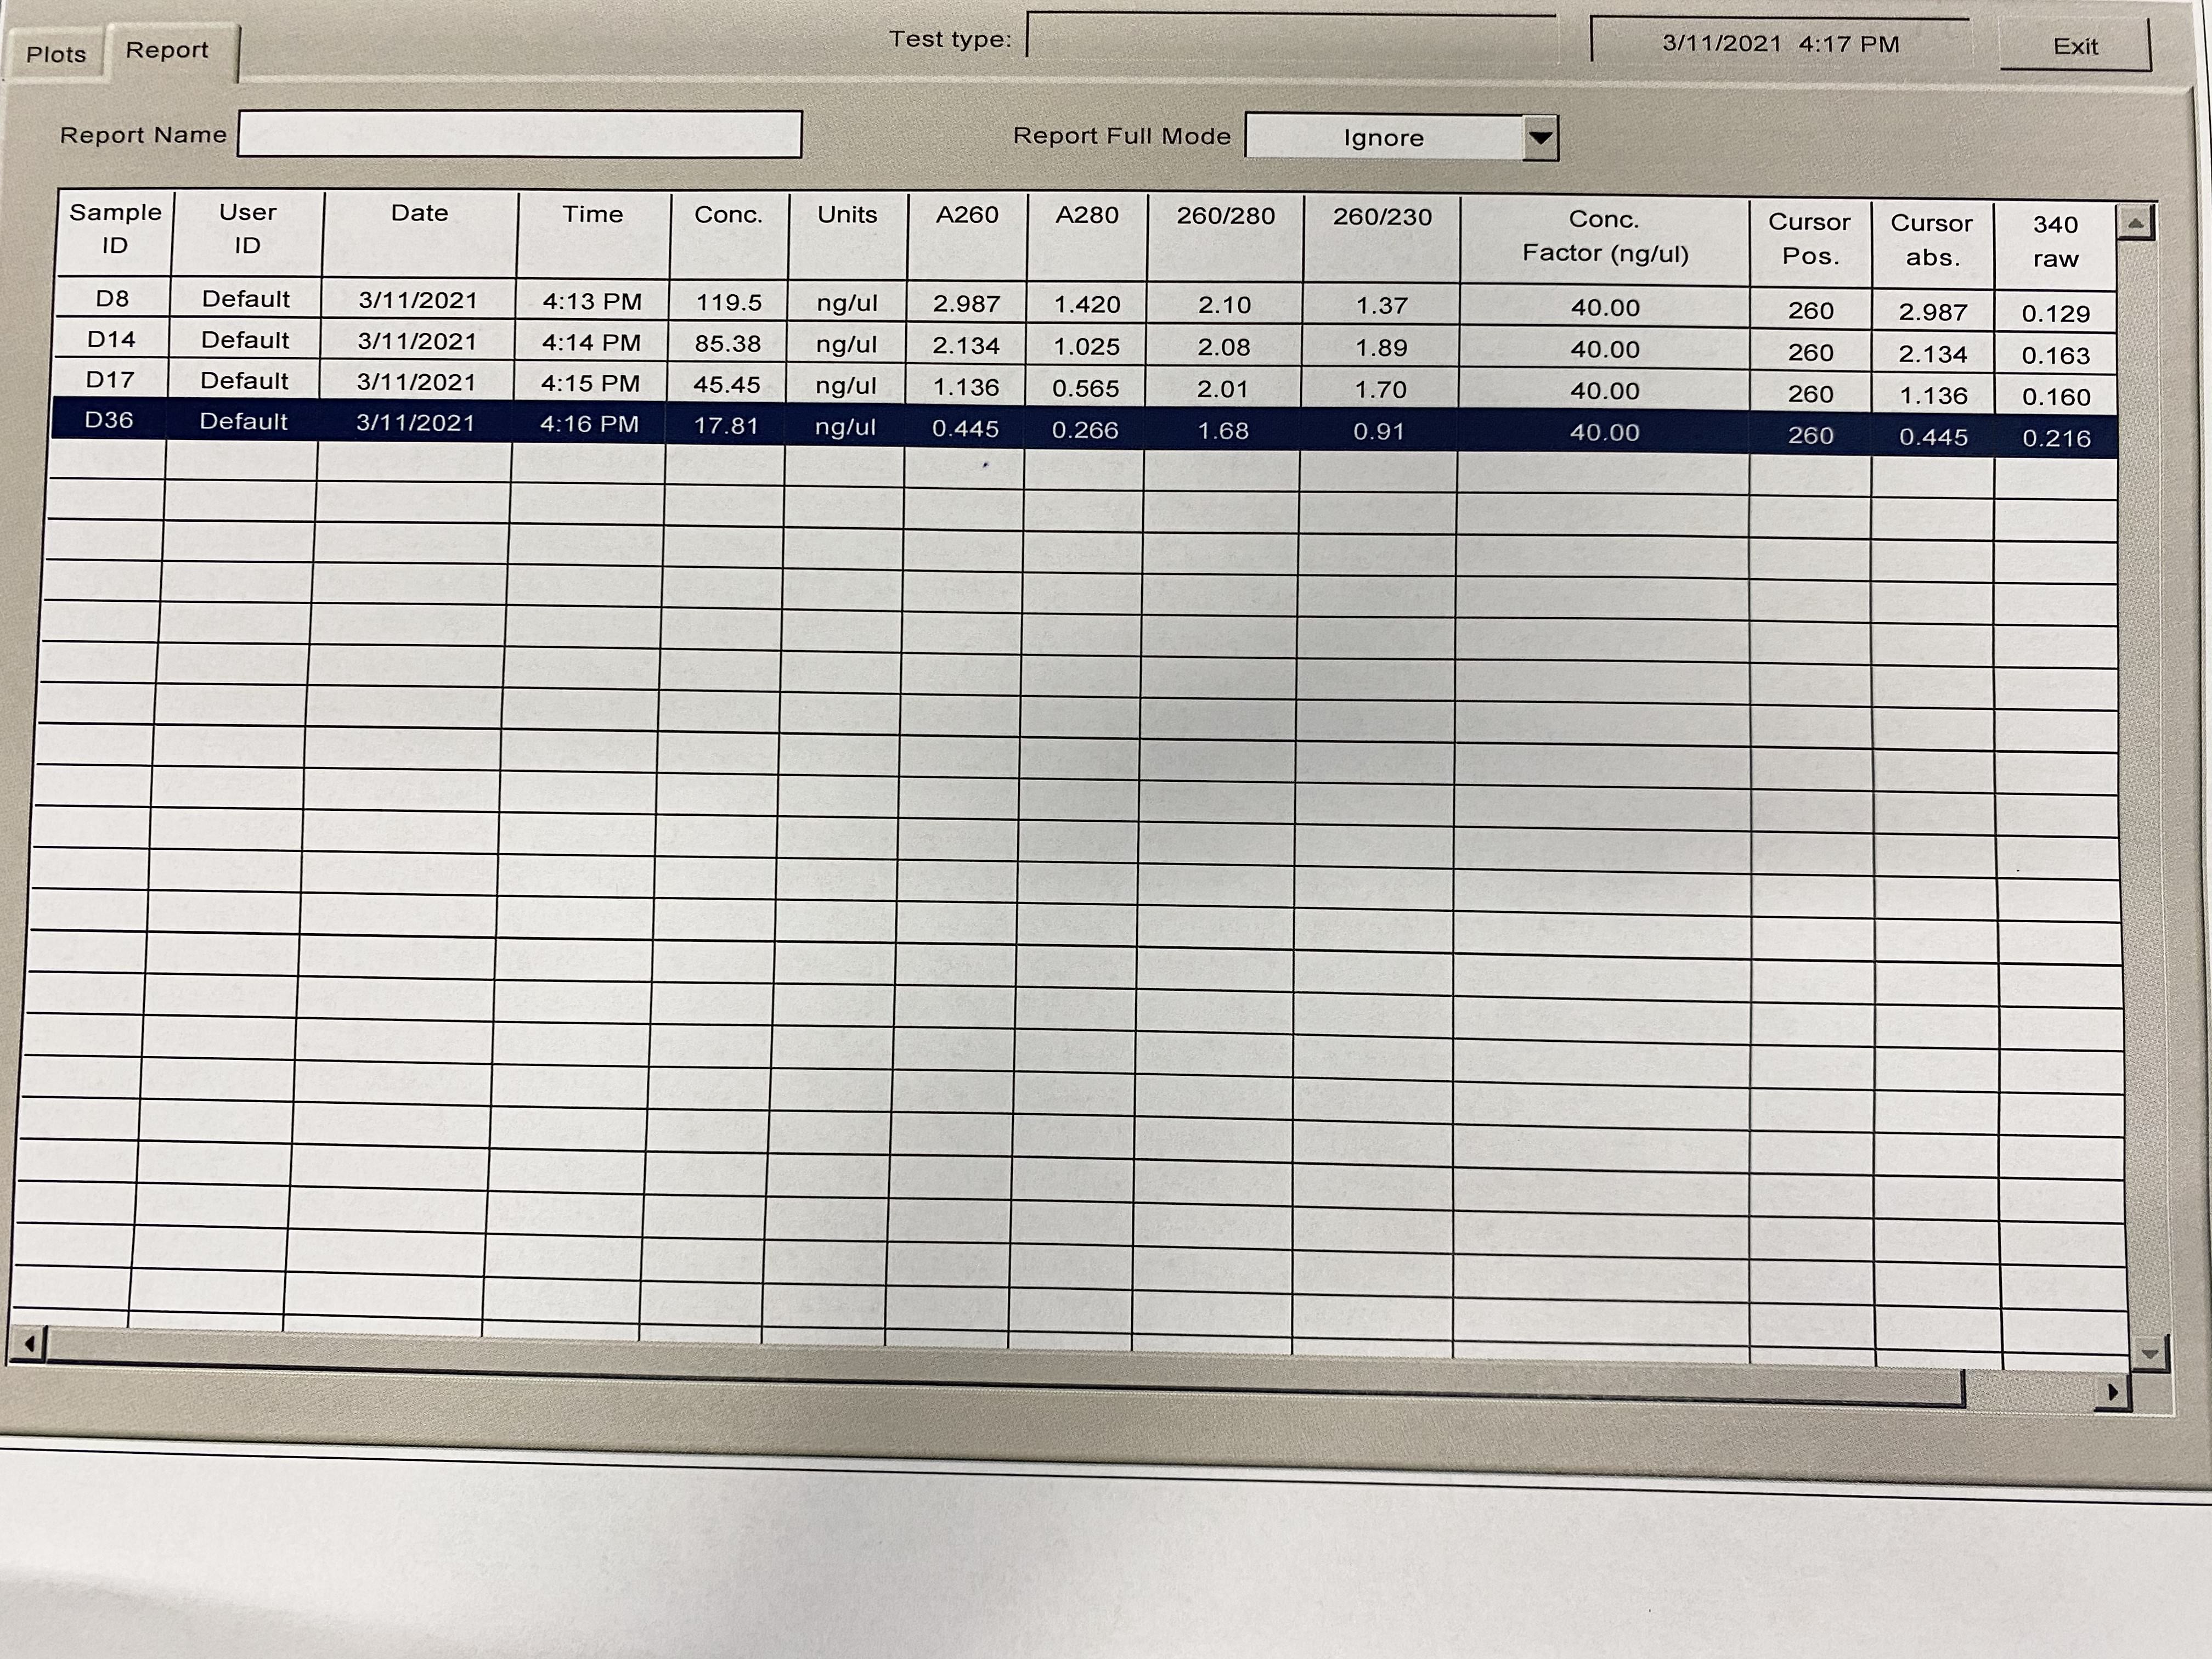 Plots Report Test type: 3/11/2021 4:17 PM Exit
Report Name Report Full Mode Ignore
Sample ID User ID Date Time Conc. Units A260 A280 260/280 260/230 Conc. Factor (ng/ul) Cursor Pos. Cursor abs. 340 raw
D8 Default 3/11/2021 4:13 PM 119.5 ng/ul 2.987 1.420 2.10 1.37 40.00 260 2.987 0.129
D14 Default 3/11/2021 4:14 PM 85.38 ng/ul 2.134 1.025 2.08 1.89 40.00 260 2.134 0.163
D17 Default 3/11/2021 4:15 PM 45.45 ng/ul 1.136 0.565 2.01 1.70 40.00 260 1.136 0.160
D36 Default 3/11/2021 4:16 PM 17.81 ng/ul 0.445 0.266 1.68 0.91 40.00 260 0.445 0.216